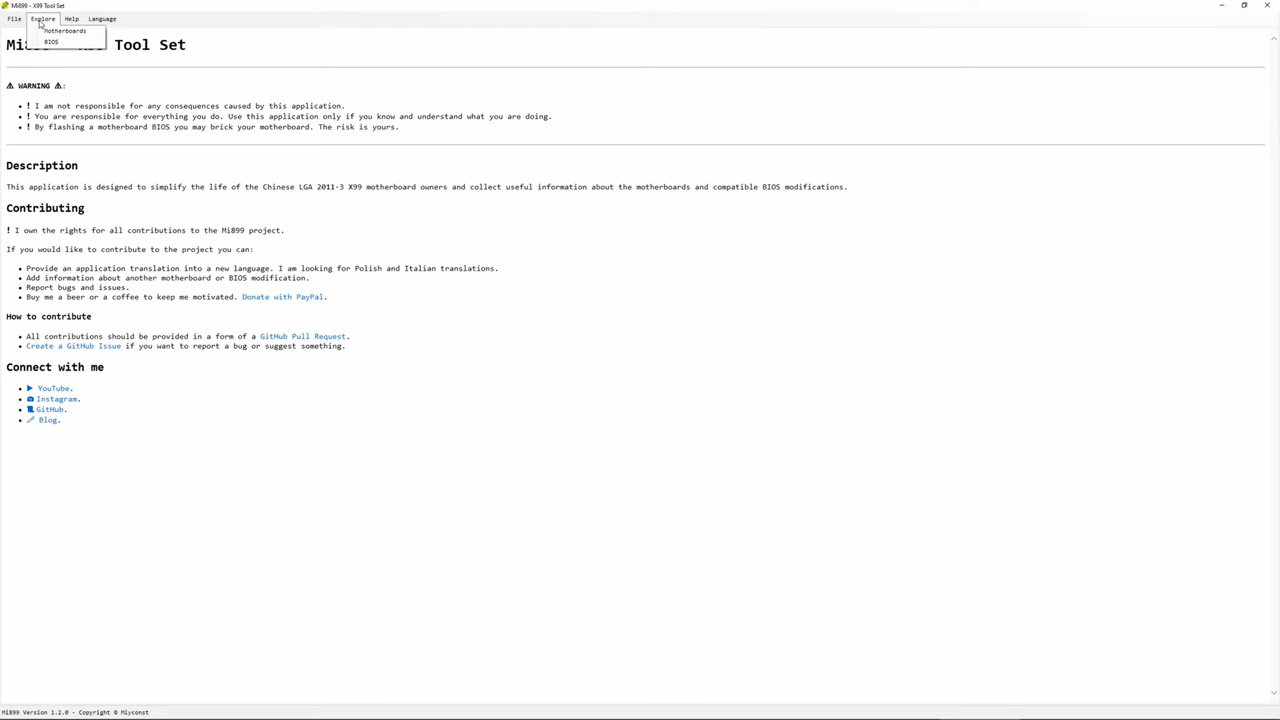 Mi899 - X99 Tool Set
File Explore Help Language
Motherboards
BIOS
Tool Set
⚠ WARNING ⚠:
• ! I am not responsible for any consequences caused by this application.
• ! You are responsible for everything you do. Use this application only if you know and understand what you are doing.
• ! By flashing a motherboard BIOS you may brick your motherboard. The risk is yours.
Description
This application is designed to simplify the life of the Chinese LGA 2011-3 X99 motherboard owners and collect useful information about the motherboards and compatible BIOS modifications.
Contributing
! I own the rights for all contributions to the Mi899 project.
If you would like to contribute to the project you can:
• Provide an application translation into a new language. I am looking for Polish and Italian translations.
• Add information about another motherboard or BIOS modification.
• Report bugs and issues.
• Buy me a beer or a coffee to keep me motivated. Donate with PayPal.
How to contribute
• All contributions should be provided in a form of a GitHub Pull Request.
• Create a GitHub Issue if you want to report a bug or suggest something.
Connect with me
• YouTube.
• Instagram.
• GitHub.
• Blog.
Mi899 Version 1.2.0 - Copyright © Miyconst